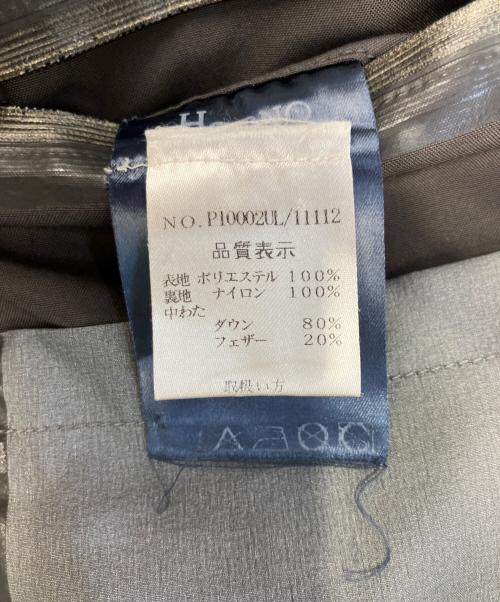 NO. P10002UL/11112
品質表示
表地 ポリエステル 100%
裏地 ナイロン 100%
中わた
ダウン 80%
フェザー 20%
取扱い方